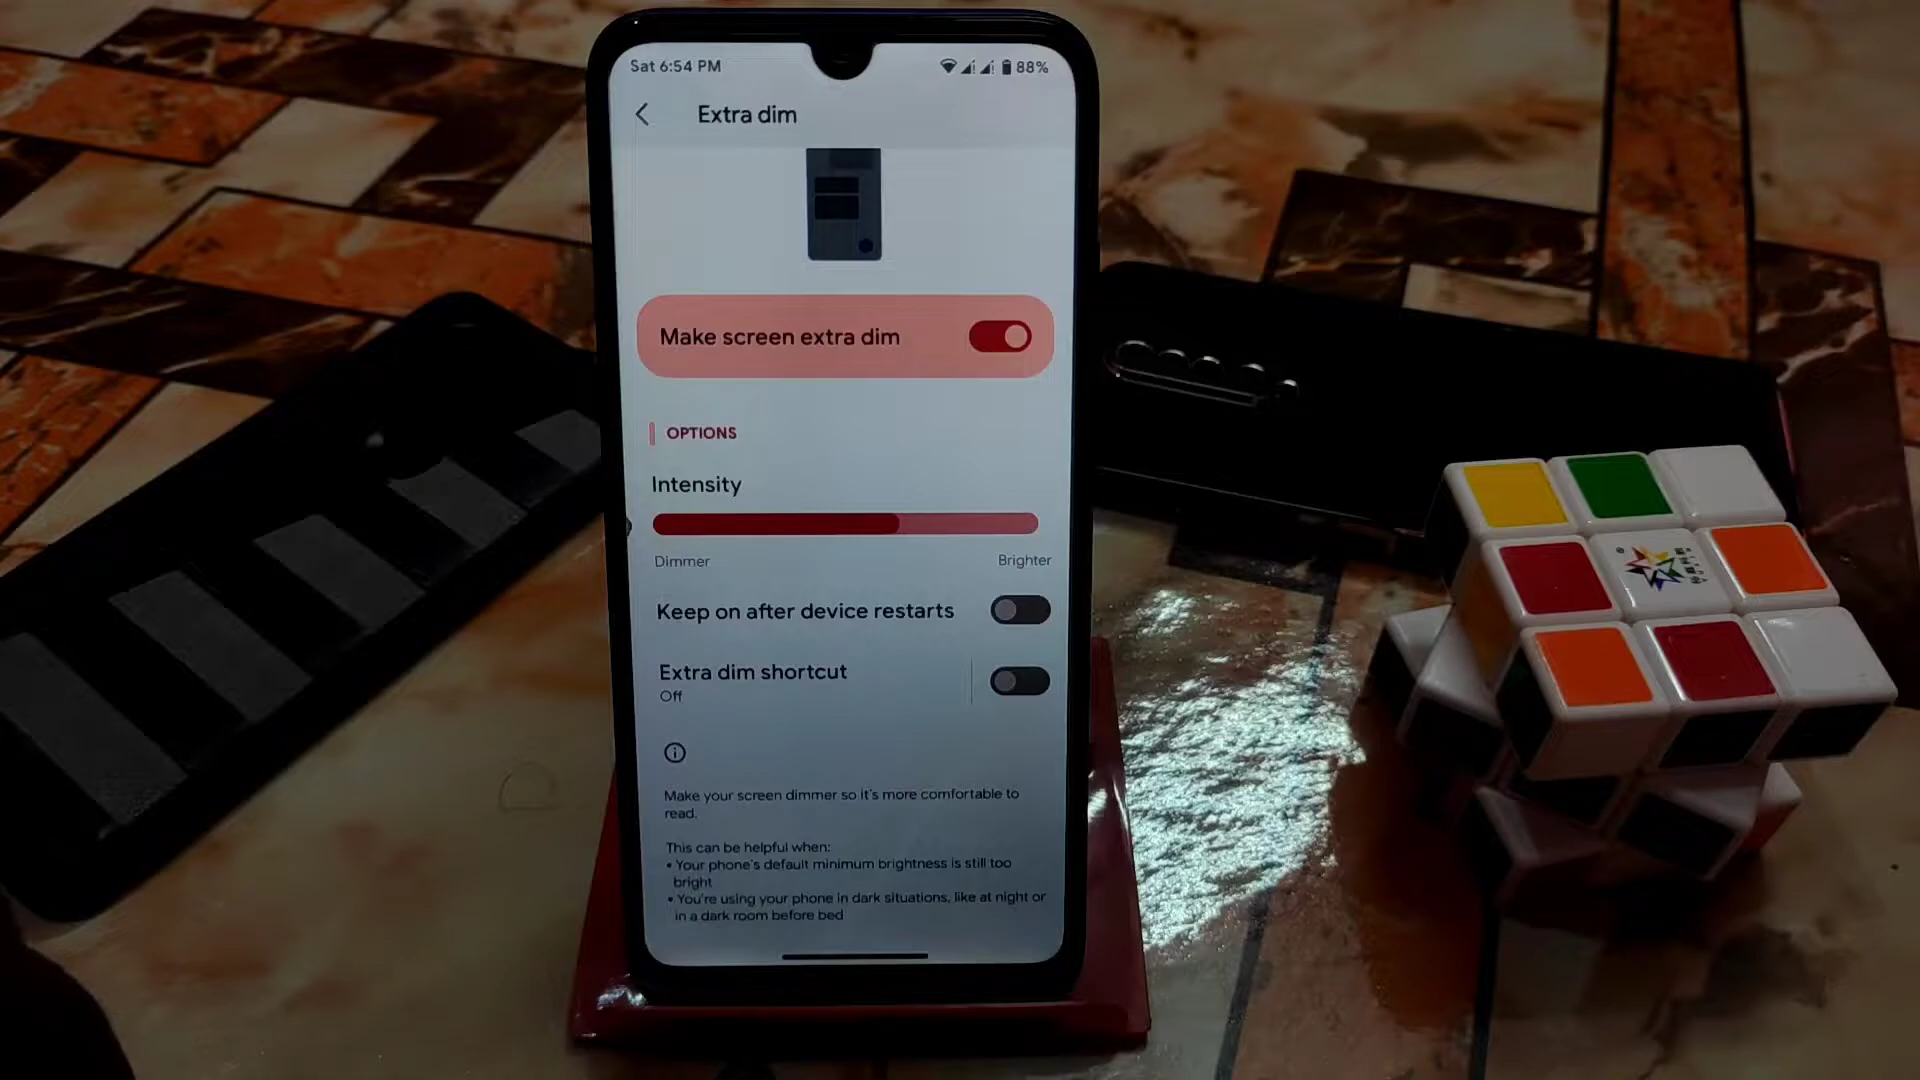 Sat 6:54 PM
88%
Extra dim
Make screen extra dim
OPTIONS
Intensity
Dimmer
Brighter
Keep on after device restarts
Extra dim shortcut
Off
Make your screen dimmer so it's more comfortable to
read.
This can be helpful when:
• Your phone's default minimum brightness is still too
bright
• You're using your phone in dark situations, like at night or
in a dark room before bed